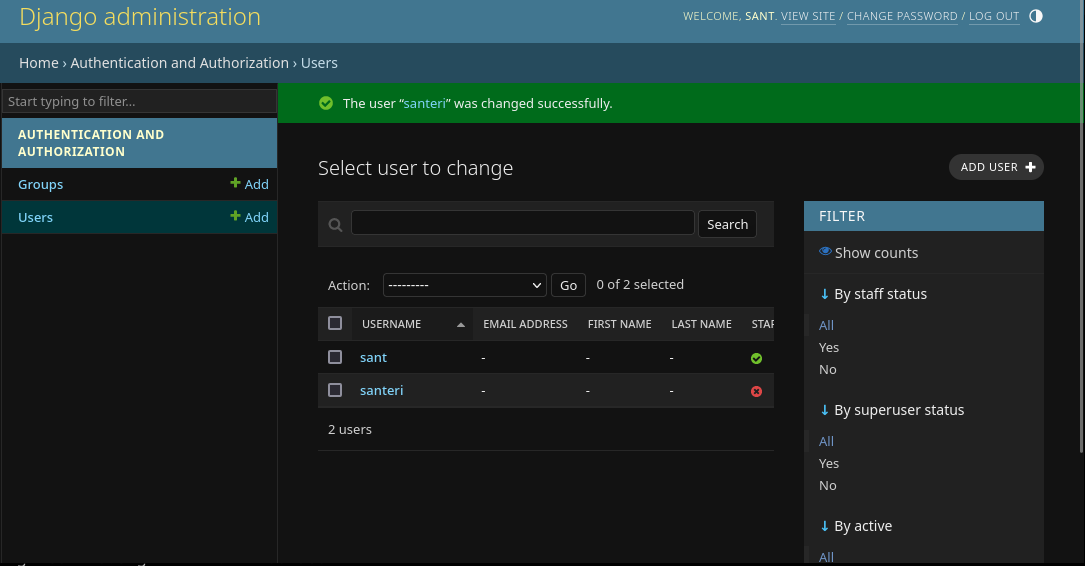 Django administration
WELCOME, SANT. VIEW SITE / CHANGE PASSWORD / LOG OUT
Home › Authentication and Authorization › Users
Start typing to filter...
AUTHENTICATION AND
AUTHORIZATION
Groups
Add
Users
Add
The user “santeri” was changed successfully.
Select user to change
ADD USER
Search
Action:
---------
Go
0 of 2 selected
USERNAME EMAIL ADDRESS FIRST NAME LAST NAME
sant - - -
santeri - - -
2 users
FILTER
Show counts
↓ By staff status
All
Yes
No
↓ By superuser status
All
Yes
No
↓ By active
All